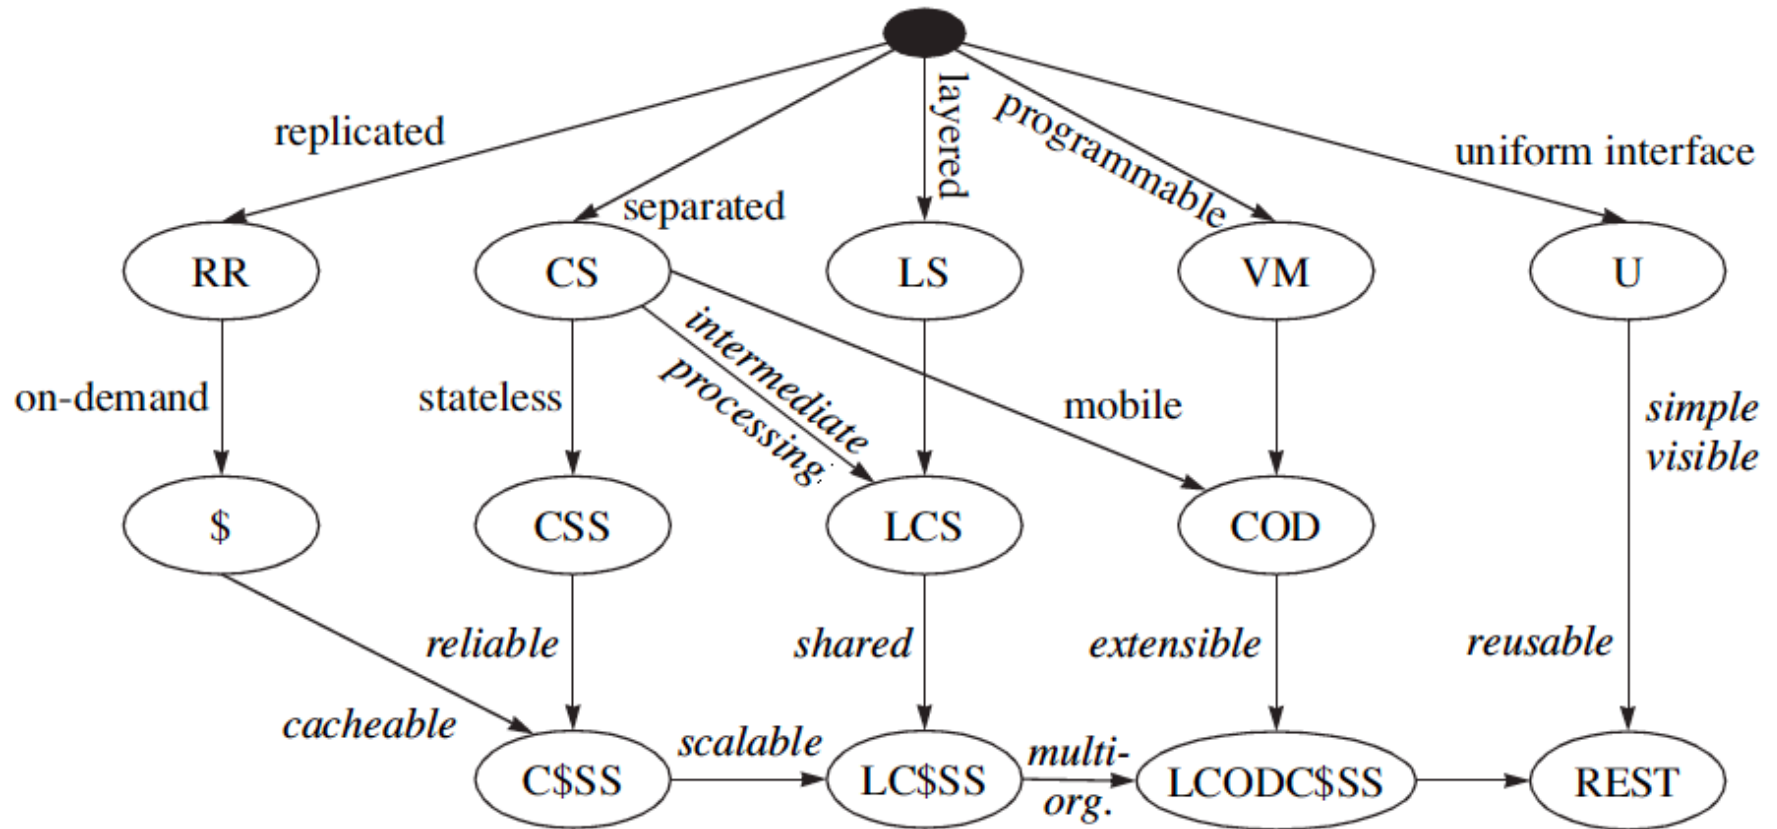 layered
programmable
replicated
uniform interface
separated
RR
CS
LS
VM
U
intermediate
processing.
on-demand
stateless
mobile
simple
visible
$
CSS
LCS
COD
reliable
shared
extensible
reusable
cacheable
scalable
multi-
org.
C$SS
LC$SS
LCODC$SS
REST